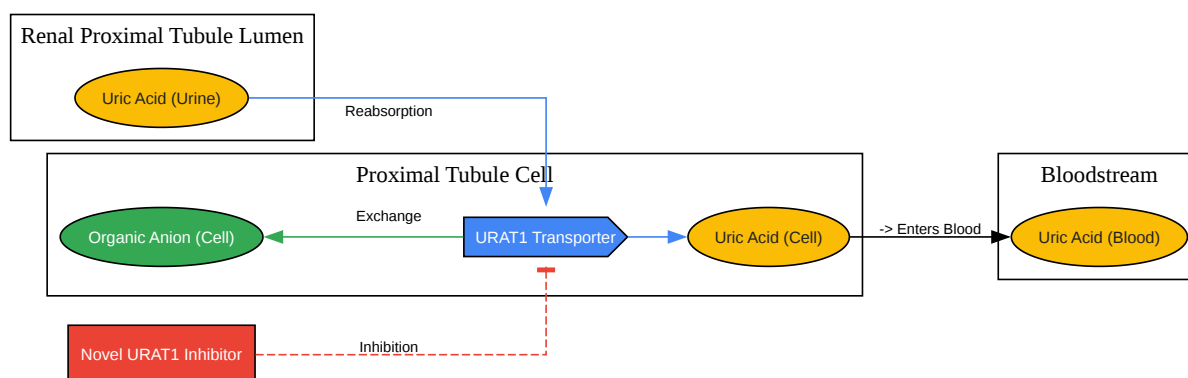 Renal Proximal Tubule Lumen
Uric Acid (Urine)
Reabsorption
Proximal Tubule Cell
Bloodstream
Organic Anion (Cell)
Exchange
URAT1 Transporter
Uric Acid (Cell)
-> Enters Blood
Uric Acid (Blood)
Novel URAT1 Inhibitor
Inhibition